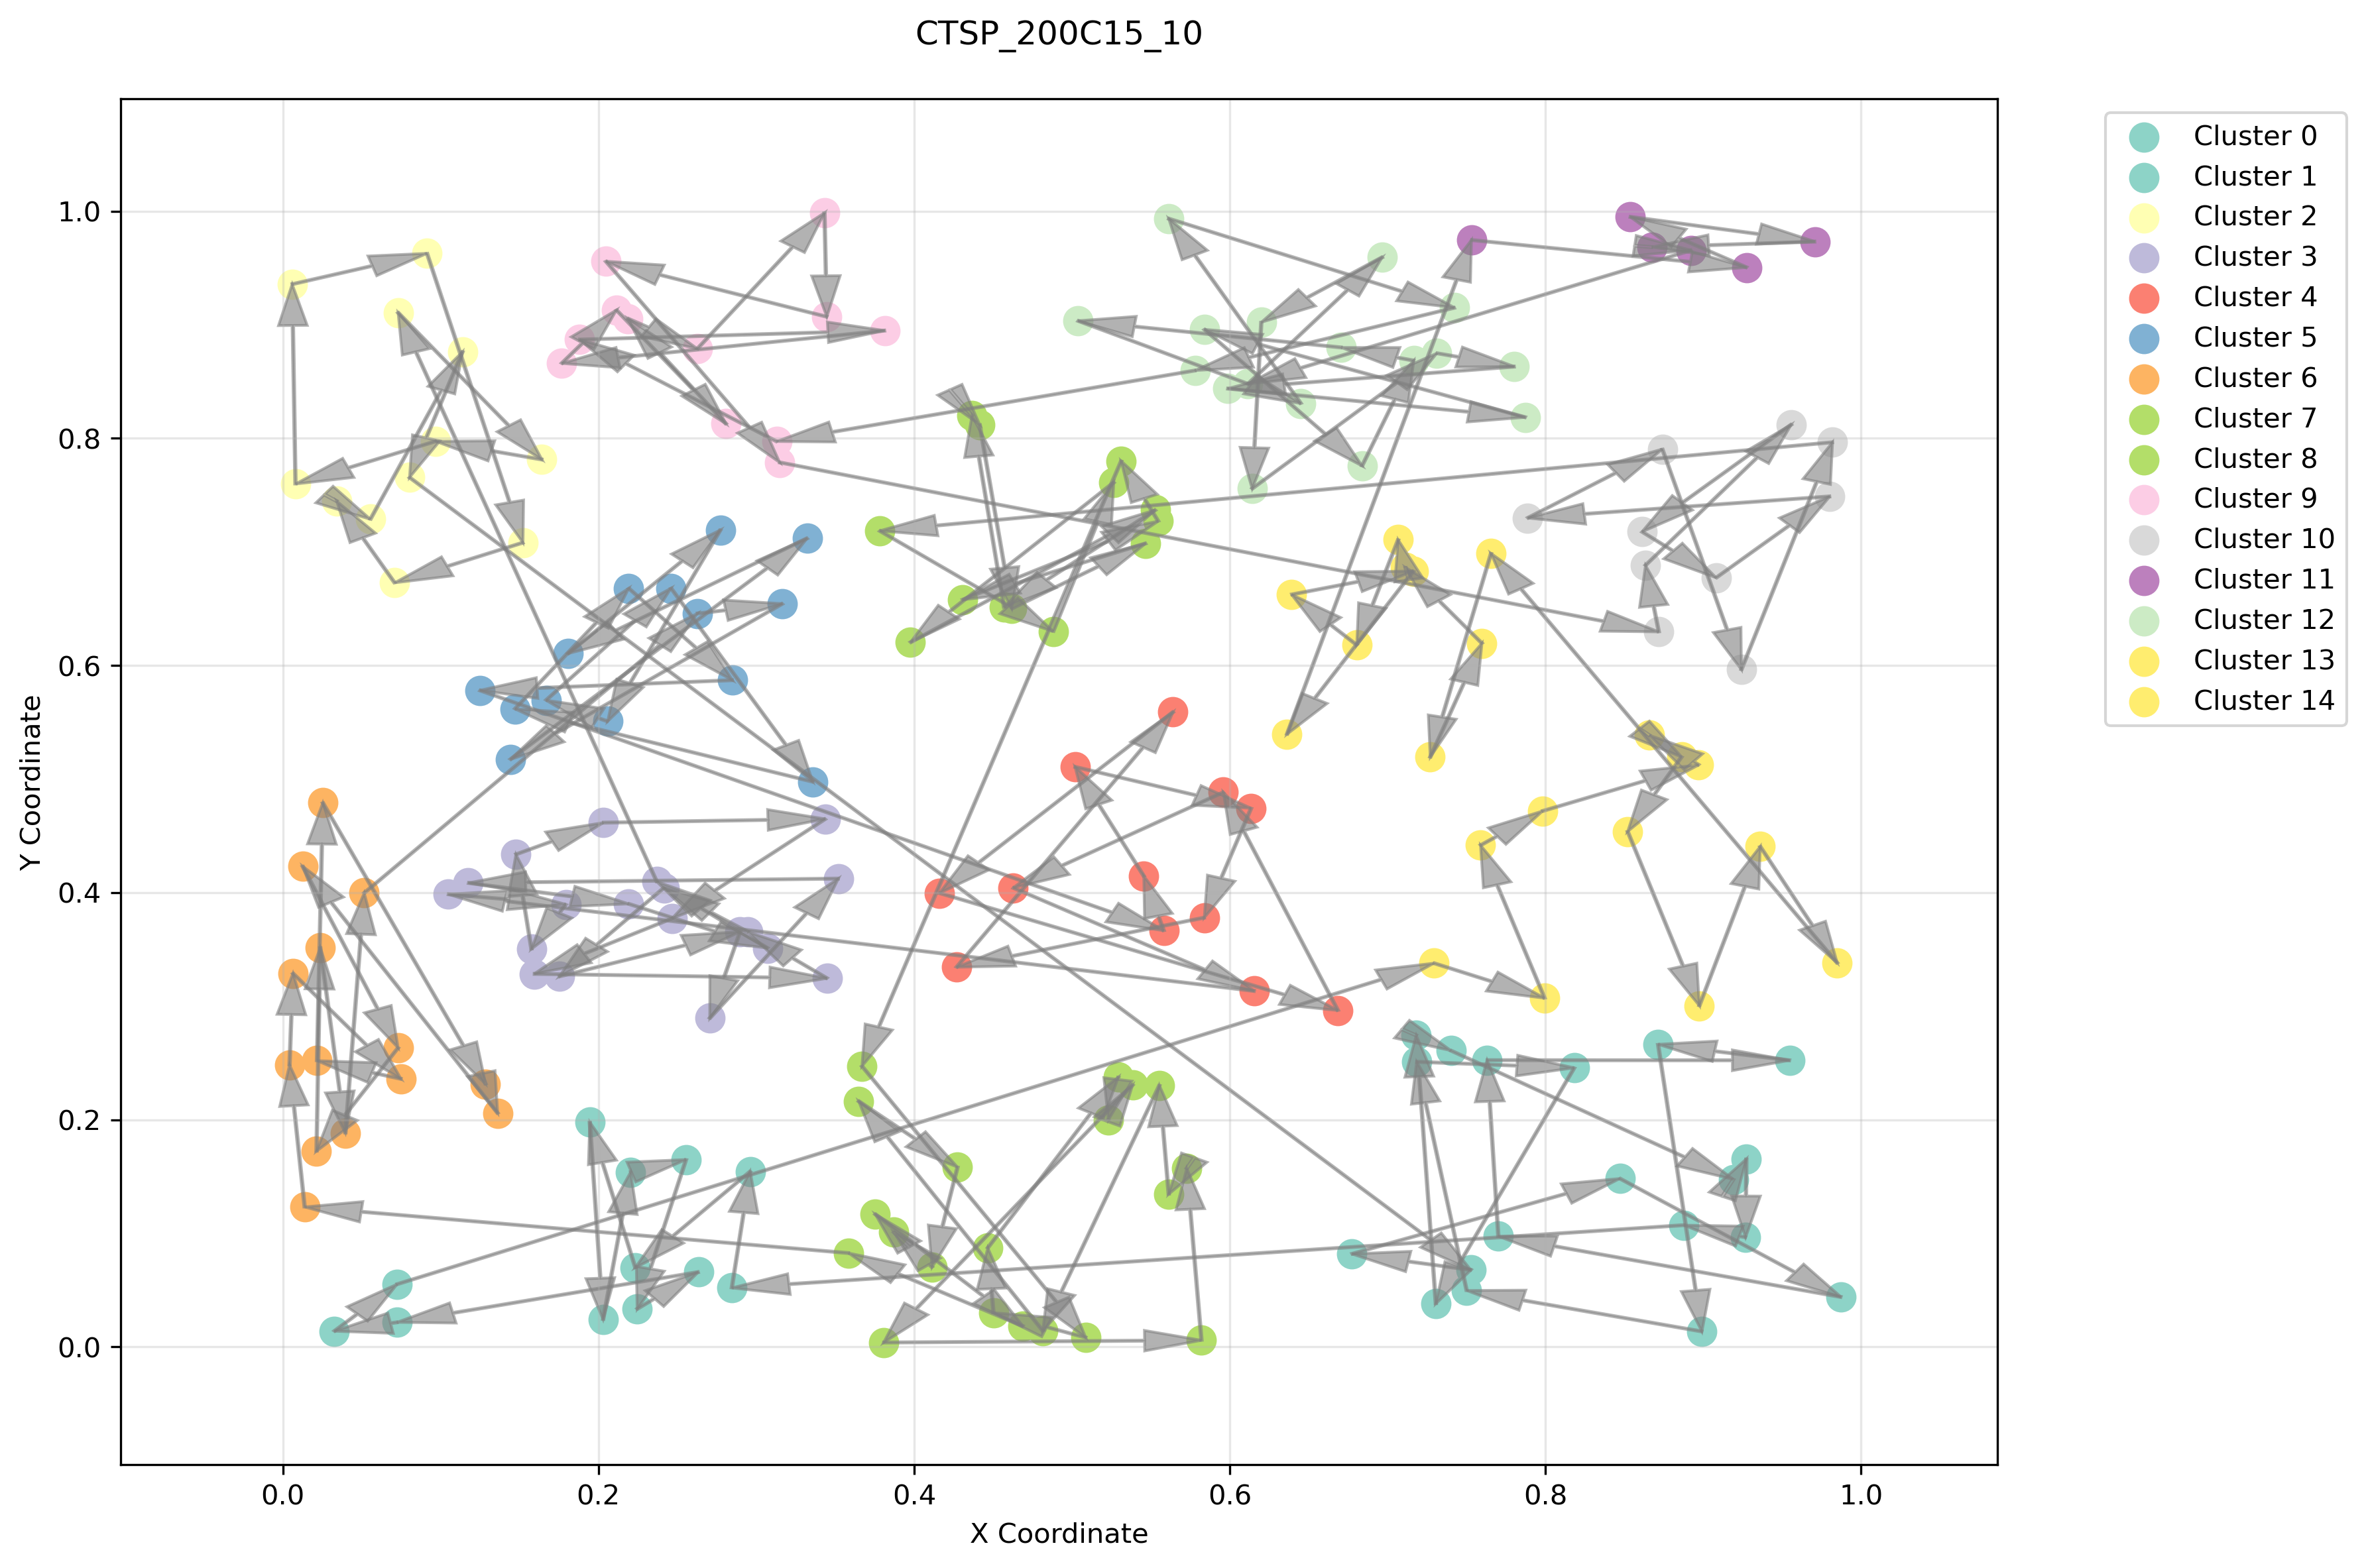 CTSP_200C15_10
Cluster 0
Cluster 1
Cluster 2
Cluster 3
Cluster 4
Cluster 5
Cluster 6
Cluster 7
Cluster 8
Cluster 9
Cluster 10
Cluster 11
Cluster 12
Cluster 13
Cluster 14
1.0
0.8
0.6
0.4
0.2
0.0
Y Coordinate
0.0 0.2 0.4 0.6 0.8 1.0
X Coordinate